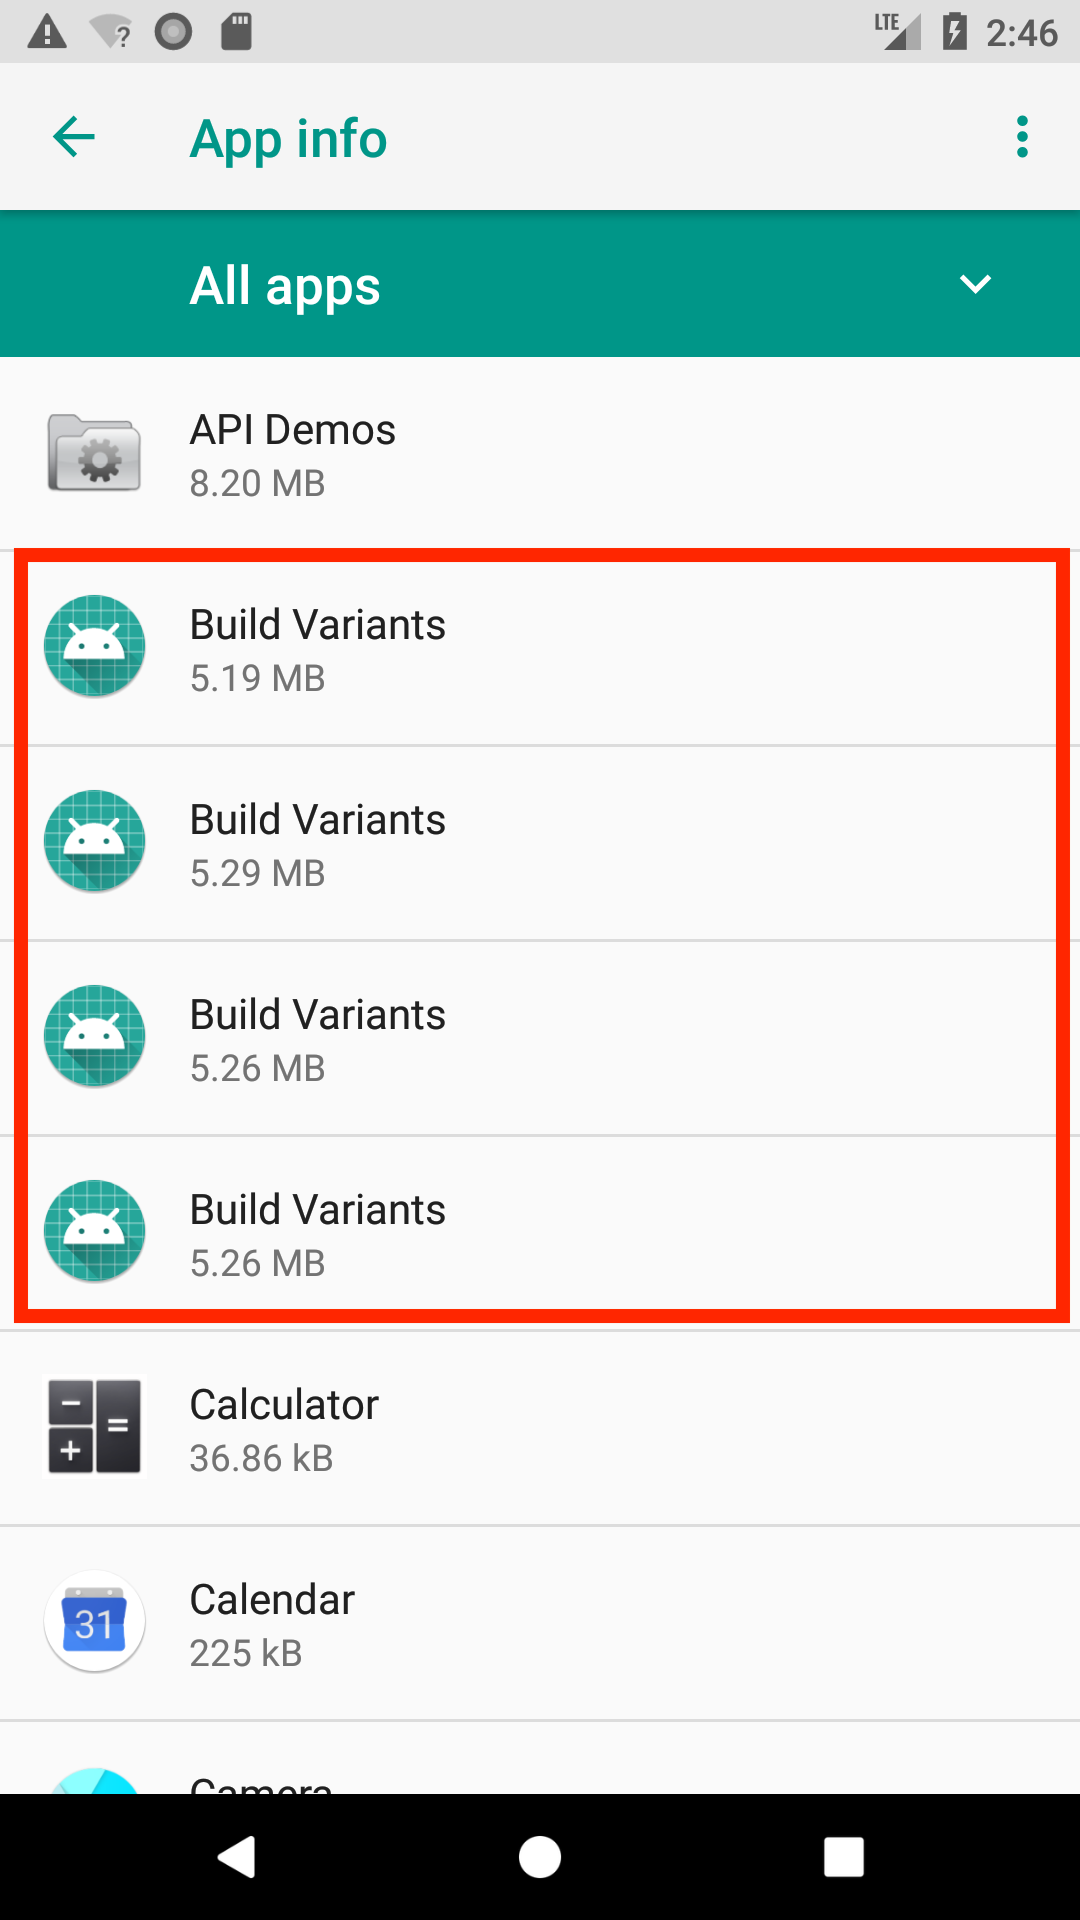 LTE 2:46
App info
All apps
API Demos
8.20 MB
Build Variants
5.19 MB
Build Variants
5.29 MB
Build Variants
5.26 MB
Build Variants
5.26 MB
Calculator
36.86 kB
31
Calendar
225 kB
Camera